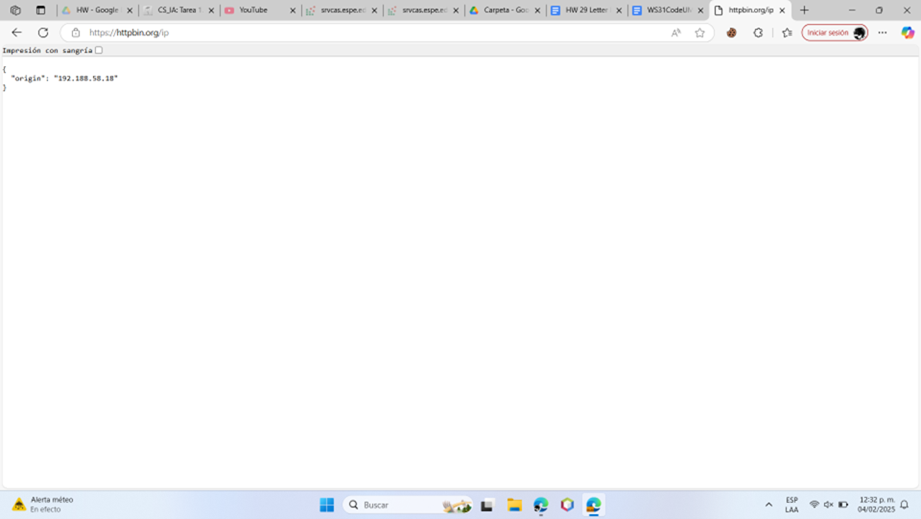 HW - Google
CS_IA: Tarea
YouTube
srvcas.espe.ec
srvcas.espe.ec
Carpeta - Goo
HW 29 Letter
WS31CodeU
httpbin.org/ip
https://httpbin.org/ip
Iniciar sesión
Impresión con sangría
{
"origin": "192.188.58.18"
}
Alerta méteo
En efecto
Buscar
ESP
LAA
12:32 p. m.
04/02/2025